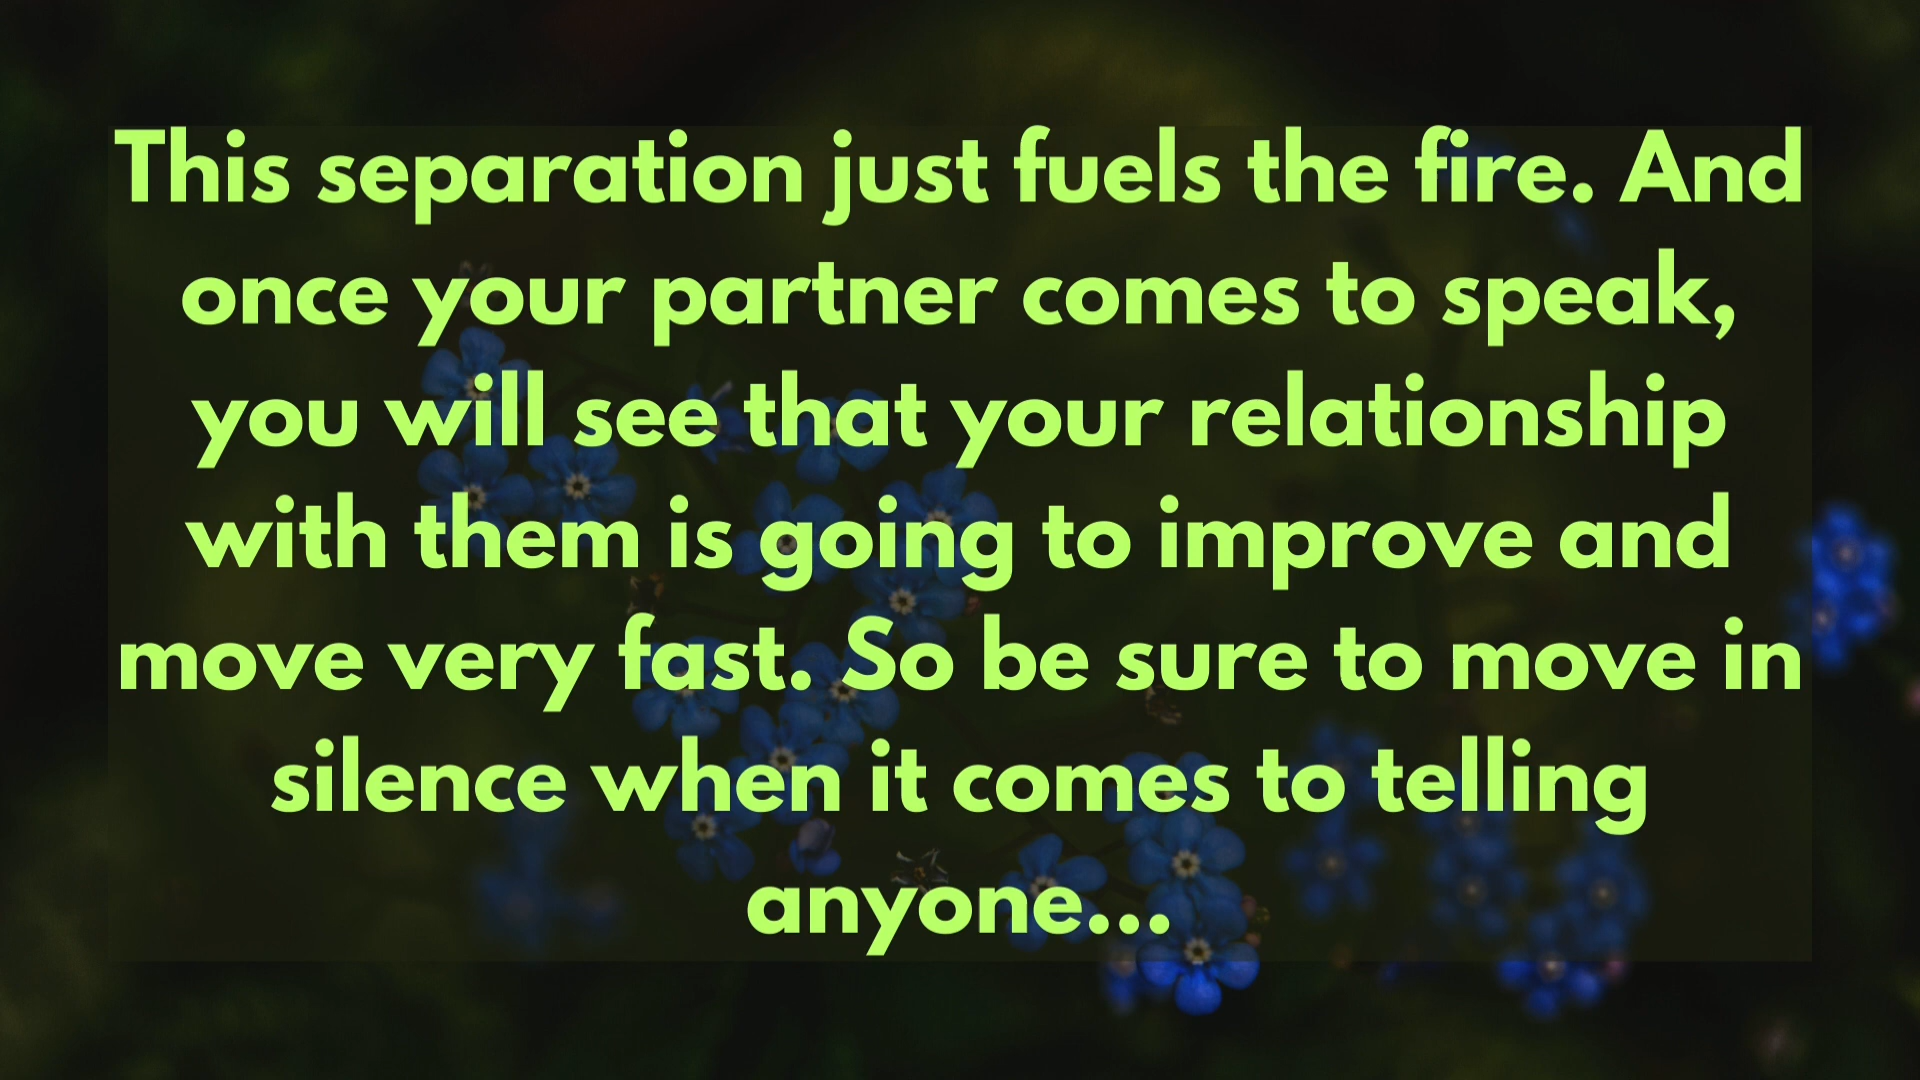 This separation just fuels the fire. And
once your partner comes to speak,
you will see that your relationship
with them is going to improve and
move very fast. So be sure to move in
silence when it comes to telling
anyone...